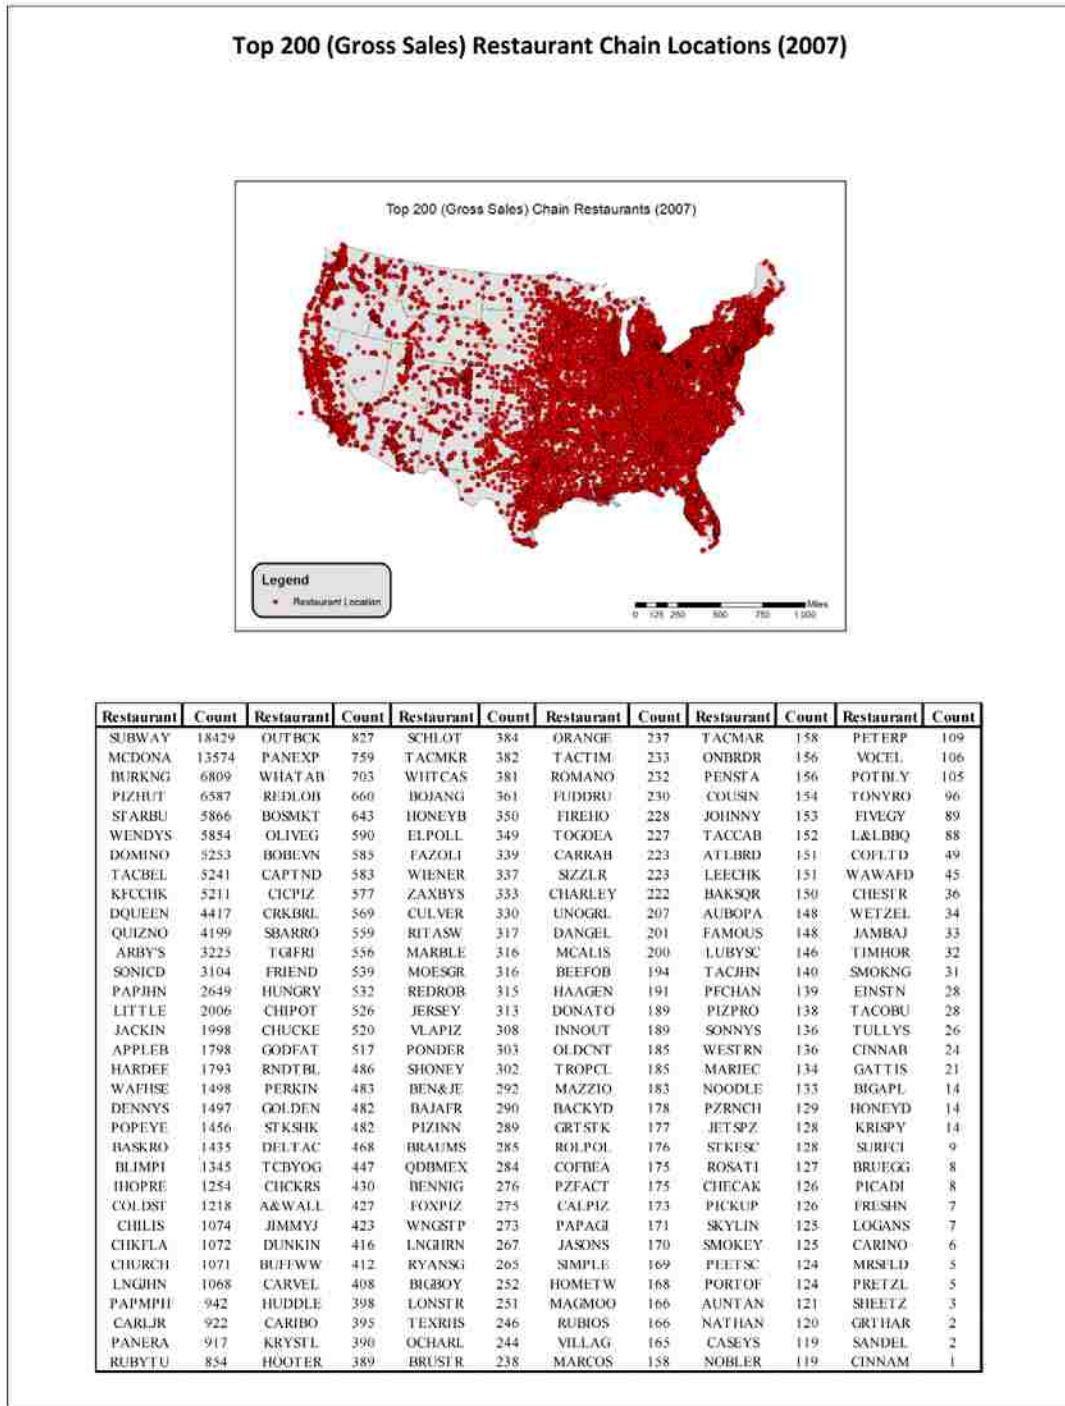 Top 200 (Gross Sales) Restaurant Chain Locations (2007)
Top 200 (Gross Sales) Chain Restaurants (2007)
Legend
Restaurant Location
Miles
0 125 250 500 750 1,000
Restaurant Count Restaurant Count Restaurant Count Restaurant Count Restaurant Count Restaurant Count
SUBWAY 18429 OUTBCK 827 SCHLOT 384 ORANGE 237 TACMAR 158 PETERP 109
MCDONA 13574 PANEXP 759 TACMKR 382 TACTIM 233 ONBRDR 156 VOCEL 106
BURKNG 6809 WHATAB 703 WHTCAS 381 ROMANO 232 PENSTA 156 POTBLY 105
PIZHUT 6587 REDLOB 660 BOJANG 361 FUDDRU 230 COUSIN 154 TONYRO 96
STARBU 5866 BOSMKT 643 HONEYB 350 FIREHO 228 JOHNNY 153 FIVEGY 89
WENDYS 5854 OLIVEG 590 ELPOLL 349 TOGOEA 227 TACCAB 152 L&LBBQ 88
DOMINO 5253 BOBEVN 585 FAZOLI 339 CARRAB 223 ATLBRD 151 COFLTD 49
TACBEL 5241 CAPTND 583 WIENER 337 SIZZLR 223 LEECHK 151 WAWAFD 45
KFCCHK 5211 CICPIZ 577 ZAXBYS 333 CHARLEY 222 BAKSQR 150 CHESTR 36
DQUEEN 4417 CRKBRL 569 CULVER 330 UNOGRL 207 AUBOPA 148 WETZEL 34
QUIZNO 4199 SBARRO 559 RITASW 317 DANGEL 201 FAMOUS 148 JAMBAJ 33
ARBY'S 3225 TGIFRI 556 MARBLE 316 MCALIS 200 LUBYSC 146 TIMHOR 32
SONICD 3104 FRIEND 539 MOESGR 316 BEEFOB 194 TACJHN 140 SMOKNG 31
PAPJHN 2649 HUNGRY 532 REDROB 315 HAAGEN 191 PFCHAN 139 EINSTN 28
LITTLE 2006 CHIPOT 526 JERSEY 313 DONATO 189 PIZPRO 138 TACOBU 28
JACKIN 1998 CHUCKE 520 VLAPIZ 308 INNOUT 189 SONNYS 136 TULLYS 26
APPLEB 1798 GODFAT 517 PONDER 303 OLDCNT 185 WESTRN 136 CINNAB 24
HARDEE 1793 RNDTBL 486 SHONEY 302 TROPCL 185 MARIEC 134 GATTIS 21
WAFHSE 1498 PERKIN 483 BEN&JE 292 MAZZIO 183 NOODLE 133 BIGAPL 14
DENNYS 1497 GOLDEN 482 BAJAFR 290 BACKYD 178 PZRNCH 129 HONEYD 14
POPEYE 1456 STKSHK 482 PIZINN 289 GRTSTK 177 JETSPZ 128 KRISPY 14
BASKRO 1435 DELTAC 468 BRAUMS 285 ROLPOL 176 STKESC 128 SURFCI 9
BLIMPI 1345 TCBYOG 447 QDBMEX 284 COFBEA 175 ROSATI 127 BRUEGG 8
IHOPRE 1254 CHCKRS 430 BENNIG 276 PZFACT 175 CHECAK 126 PICADI 8
COLDST 1218 A&WALL 427 FOXPIZ 275 CALPIZ 173 PICKUP 126 FRESHN 7
CHILIS 1074 JIMMYJ 423 WNGSTP 273 PAPAGI 171 SKYLIN 125 LOGANS 7
CHKFLA 1072 DUNKIN 416 LNGHRN 267 JASONS 170 SMOKEY 125 CARINO 6
CHURCH 1071 BUFFWW 412 RYANSG 265 SIMPLE 169 PEETSC 124 MRSFLD 5
LNGJHN 1068 CARVEL 408 BIGBOY 252 HOMETW 168 PORTOF 124 PRETZL 5
PAPMPH 942 HUDDLE 398 LONSTR 251 MAGMOO 166 AUNTAN 121 SHEETZ 3
CARLJR 922 CARIBO 395 TEXRHS 246 RUBIOS 166 NATHAN 120 GRTHAR 2
PANERA 917 KRYSTL 390 OCHARL 244 VILLAG 165 CASEYS 119 SANDEL 2
RUBYTU 854 HOOTER 389 BRUSTR 238 MARCOS 158 NOBLER 119 CINNAM 1